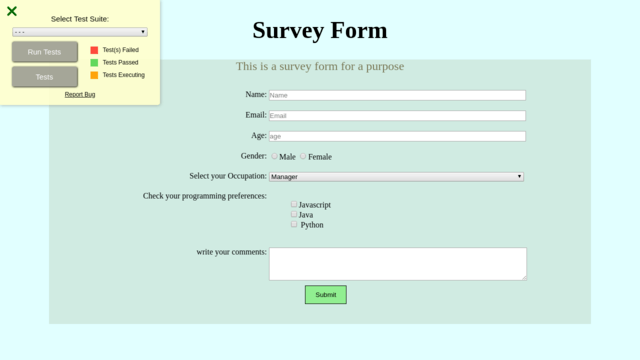 Select Test Suite:
- - -
Run Tests
Tests
Test(s) Failed
Tests Passed
Tests Executing
Report Bug
Survey Form
This is a survey form for a purpose
Name: Name
Email: Email
Age: age
Gender: Male Female
Select your Occupation: Manager
Check your programming preferences:
Javascript
Java
Python
write your comments:
Submit